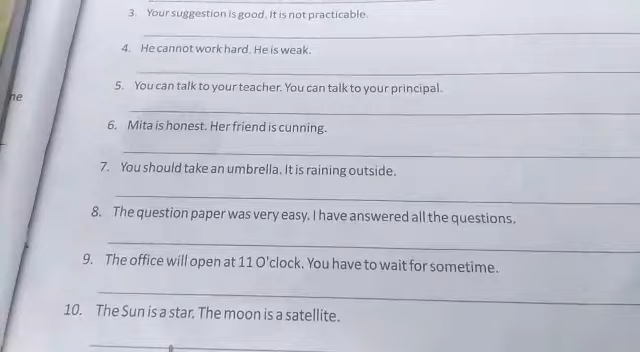 3. Your suggestion is good. It is not practicable.
4. He cannot work hard. He is weak.
5. You can talk to your teacher. You can talk to your principal.
6. Mita is honest. Her friend is cunning.
7. You should take an umbrella. It is raining outside.
8. The question paper was very easy. I have answered all the questions.
9. The office will open at 11 O'clock. You have to wait for sometime.
10. The Sun is a star. The moon is a satellite.